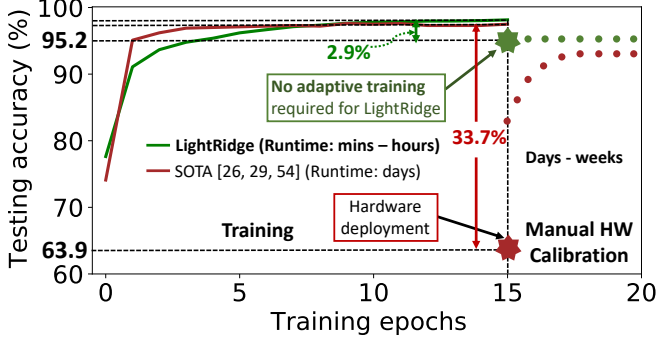 Testing accuracy (%)
100
95.2
90
80
70
63.9
60
2.9%
No adaptive training
required for LightRidge
LightRidge (Runtime: mins – hours)
SOTA [26, 29, 54] (Runtime: days)
33.7%
Days - weeks
Training
Hardware
deployment
Manual HW
Calibration
0
5
10
15
20
Training epochs